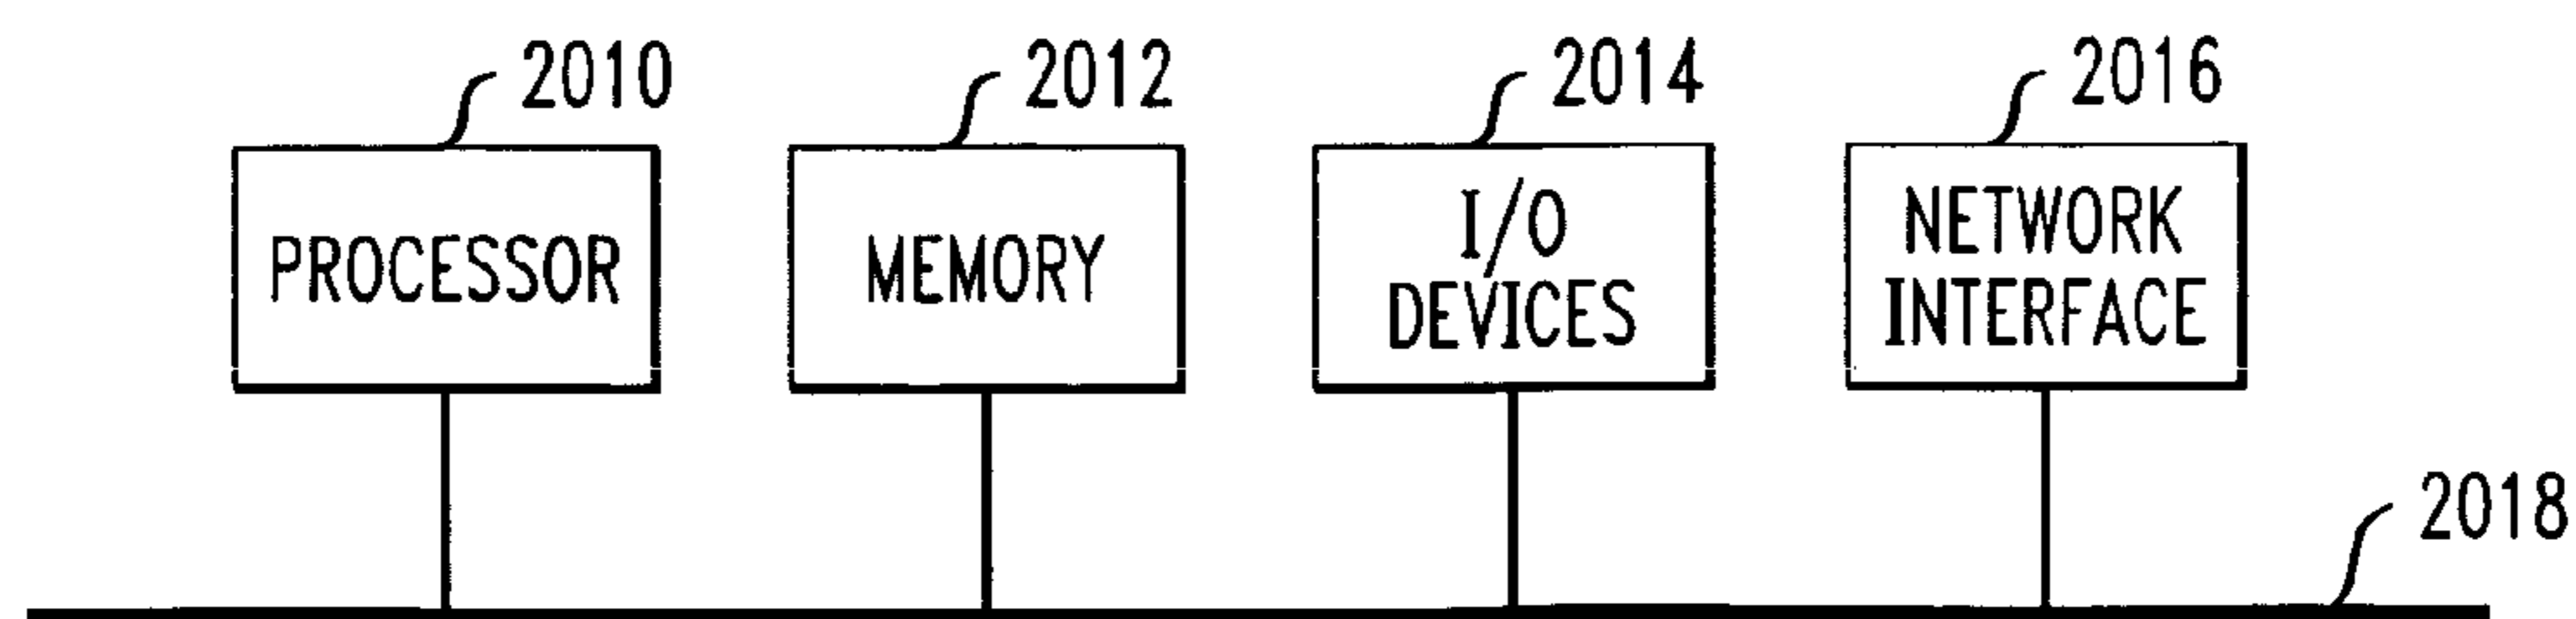 2010
2012
2014
2016
PROCESSOR
MEMORY
I/O
DEVICES
NETWORK
INTERFACE
2018